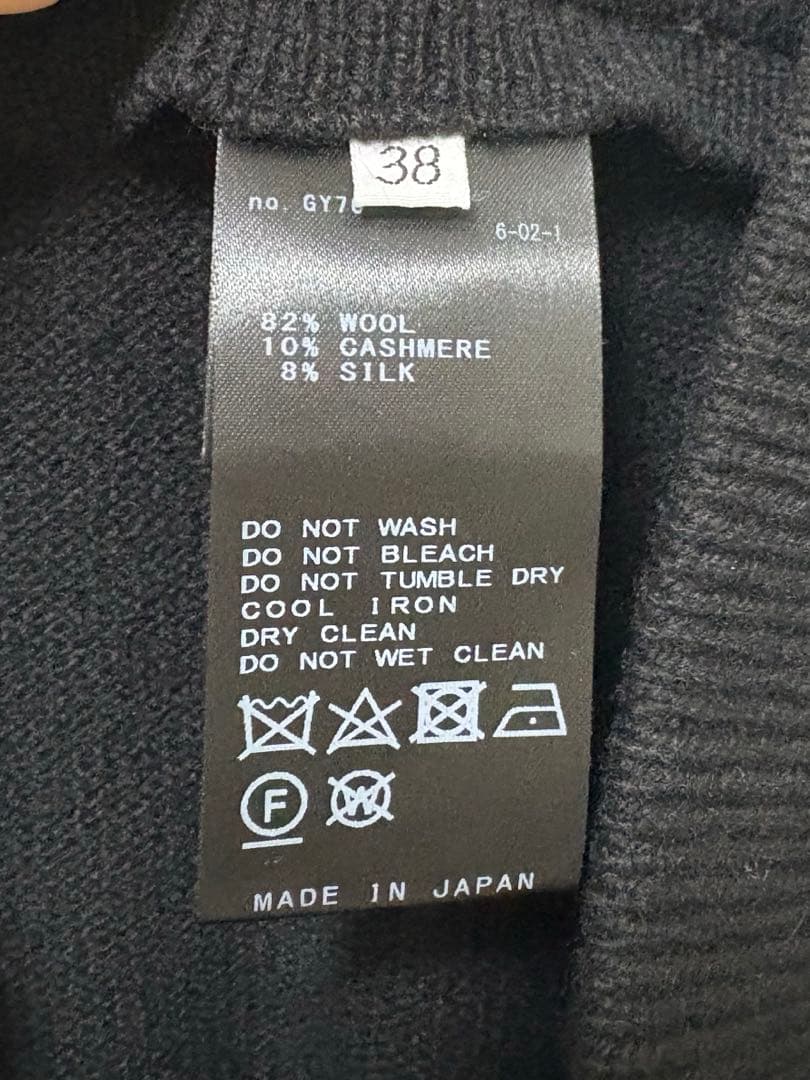 38
no. GY7
6-02-1
82% WOOL
10% CASHMERE
8% SILK
DO NOT WASH
DO NOT BLEACH
DO NOT TUMBLE DRY
COOL IRON
DRY CLEAN
DO NOT WET CLEAN
F W
MADE IN JAPAN